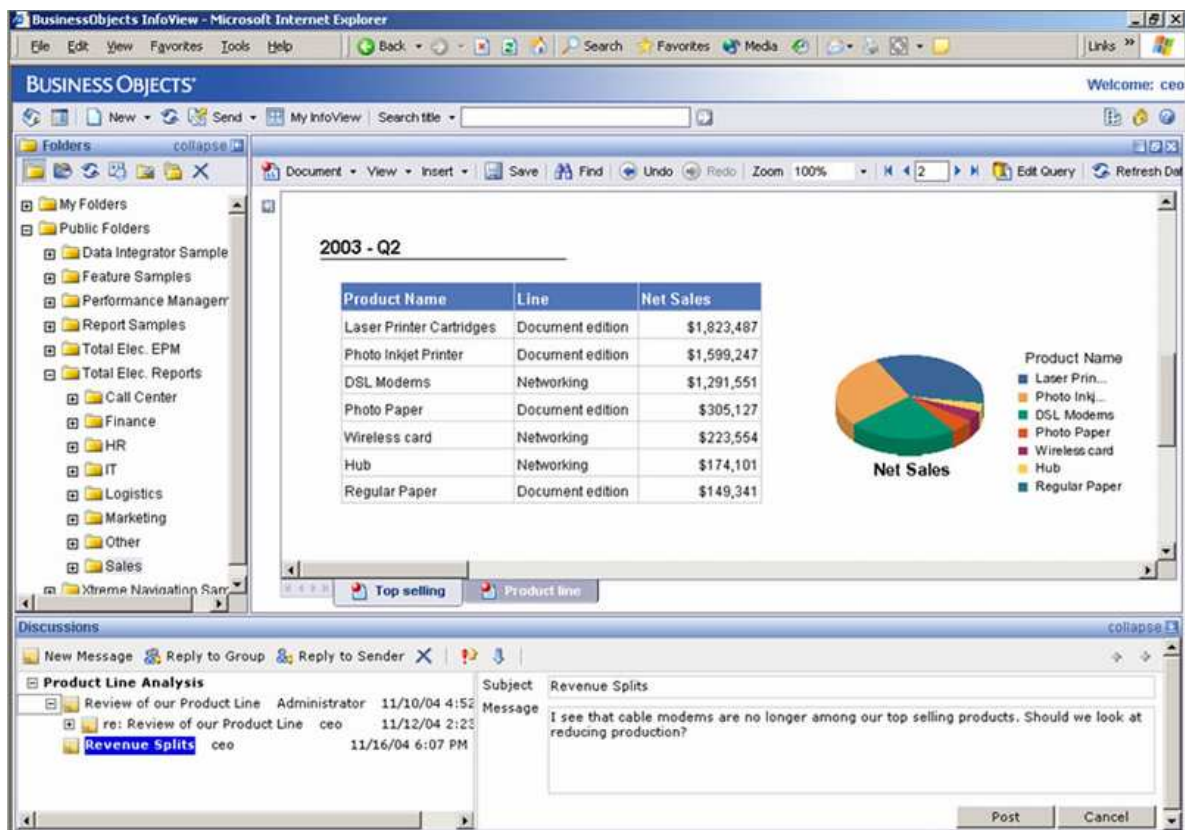 BusinessObjects InfoView - Microsoft Internet Explorer
File Edit View Favorites Tools Help Back Search Favorites Media Links »
BUSINESS OBJECTS Welcome: ceo
New Send My InfoView Search title
Folders collapse
Document View Insert Save Find Undo Redo Zoom 100% 2 Edit Query Refresh Dat
My Folders
Public Folders
Data Integrator Sample
Feature Samples
Performance Managem
Report Samples
Total Elec. EPM
Total Elec. Reports
Call Center
Finance
HR
IT
Logistics
Marketing
Other
Sales
Xtreme Navigation Sam
2003 - Q2
Product Name Line Net Sales
Laser Printer Cartridges Document edition $1,823,487
Photo Inkjet Printer Document edition $1,599,247
DSL Modems Networking $1,291,551
Photo Paper Document edition $305,127
Wireless card Networking $223,554
Hub Networking $174,101
Regular Paper Document edition $149,341
Net Sales
Product Name
Laser Prin...
Photo Inkj...
DSL Modems
Photo Paper
Wireless card
Hub
Regular Paper
Top selling Product line
Discussions collapse
New Message Reply to Group Reply to Sender
Product Line Analysis
Review of our Product Line Administrator 11/10/04 4:52
re: Review of our Product Line ceo 11/12/04 2:23
Revenue Splits ceo 11/16/04 6:07 PM
Subject Revenue Splits
Message I see that cable modems are no longer among our top selling products. Should we look at
reducing production?
Post Cancel